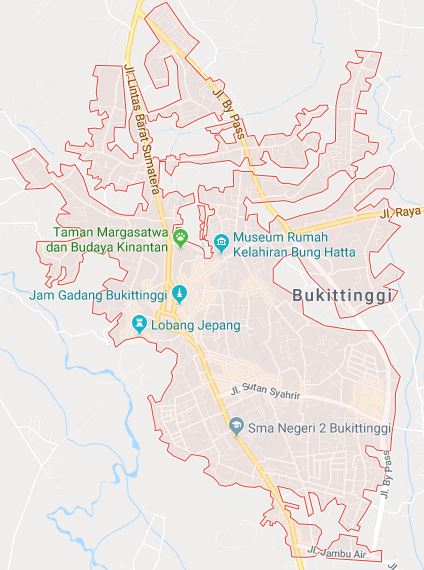 Jl. Lintas Barat Sumatera
Jl. By Pass
Jl. Raya
Taman Margasatwa
dan Budaya Kinantan
Museum Rumah
Kelahiran Bung Hatta
Jam Gadang Bukittinggi
Bukittinggi
Lobang Jepang
Jl. Sutan Syahrir
Sma Negeri 2 Bukittinggi
Jl. By Pass
Jl. Jambu Air
Jl.